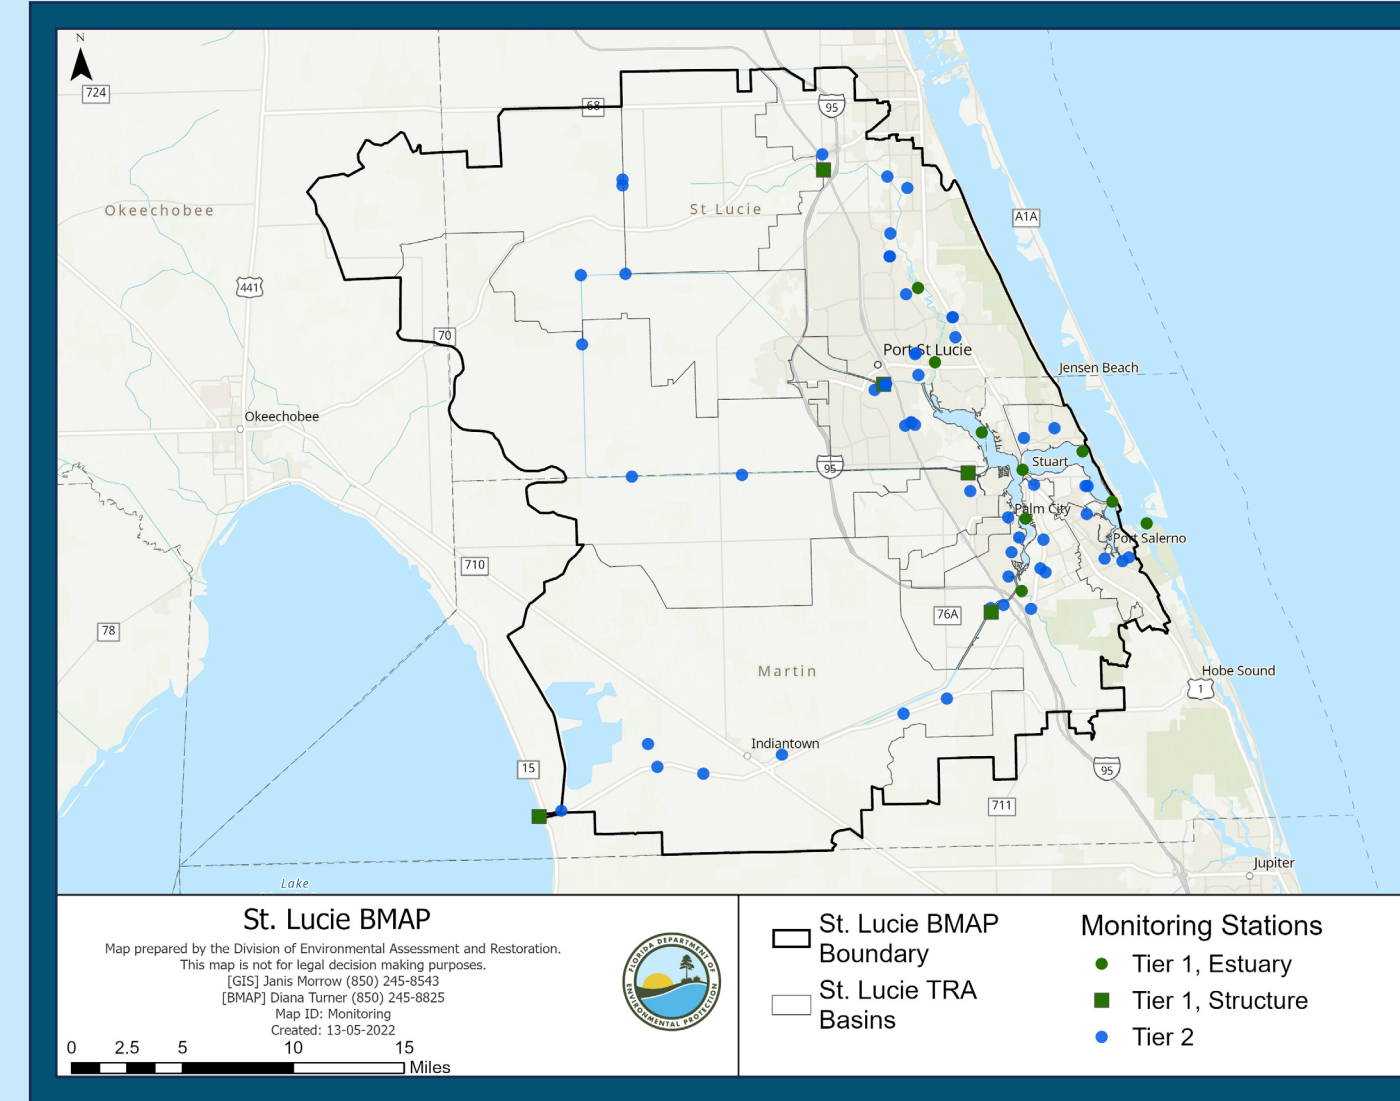 N
724
68
95
Okeechobee
St Lucie
A1A
441
70
Port St Lucie
Jensen Beach
Okeechobee
95
Stuart
Palm City
Port Salerno
710
76A
78
Martin
Hobe Sound
1
Indiantown
15
95
711
Jupiter
Lake
St. Lucie BMAP
Map prepared by the Division of Environmental Assessment and Restoration.
This map is not for legal decision making purposes.
[GIS] Janis Morrow (850) 245-8543
[BMAP] Diana Turner (850) 245-8825
Map ID: Monitoring
Created: 13-05-2022
0 2.5 5 10 15
Miles
FLORIDA DEPARTMENT OF
ENVIRONMENTAL PROTECTION
St. Lucie BMAP
Boundary
St. Lucie TRA
Basins
Monitoring Stations
Tier 1, Estuary
Tier 1, Structure
Tier 2